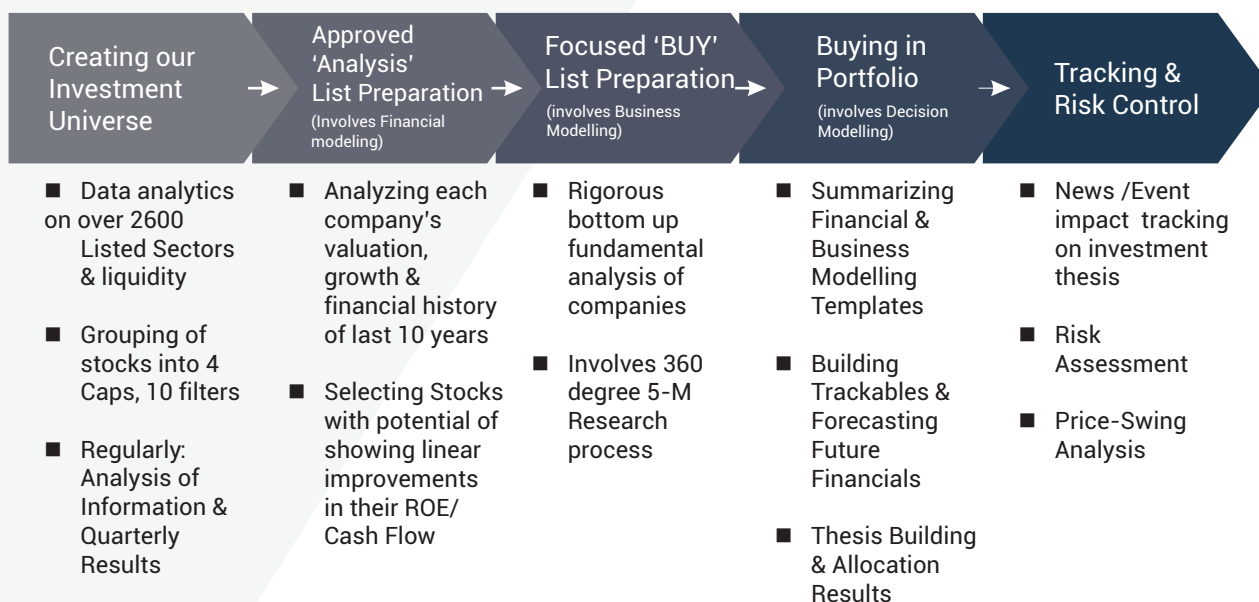 Creating our
Investment
Universe
Approved
‘Analysis’
List Preparation
(Involves Financial
modeling)
Focused ‘BUY’
List Preparation
(involves Business
Modelling)
Buying in
Portfolio
(involves Decision
Modelling)
Tracking &
Risk Control
■ Data analytics
on over 2600
Listed Sectors
& liquidity
■ Grouping of
stocks into 4
Caps, 10 filters
■ Regularly:
Analysis of
Information &
Quarterly
Results
■ Analyzing each
company's
valuation,
growth &
financial history
of last 10 years
■ Selecting Stocks
with potential of
showing linear
improvements
in their ROE/
Cash Flow
■ Rigorous
bottom up
fundamental
analysis of
companies
■ Involves 360
degree 5-M
Research
process
■ Summarizing
Financial &
Business
Modelling
Templates
■ Building
Trackables &
Forecasting
Future
Financials
■ Thesis Building
& Allocation
Results
■ News /Event
impact tracking
on investment
thesis
■ Risk
Assessment
■ Price-Swing
Analysis